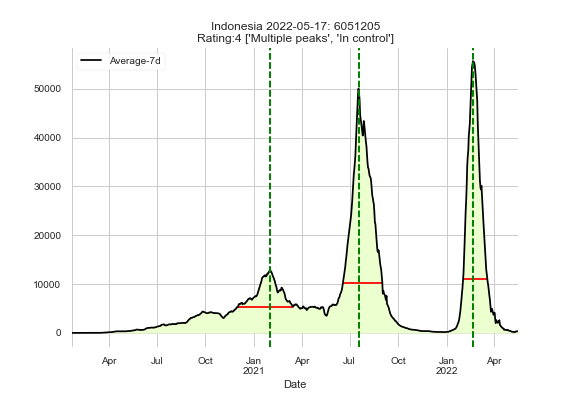 Indonesia 2022-05-17: 6051205
Rating:4 ['Multiple peaks', 'In control']
Average-7d
50000
40000
30000
20000
10000
0
Apr Jul Oct Jan Apr Jul Oct Jan Apr
2021 2022
Date